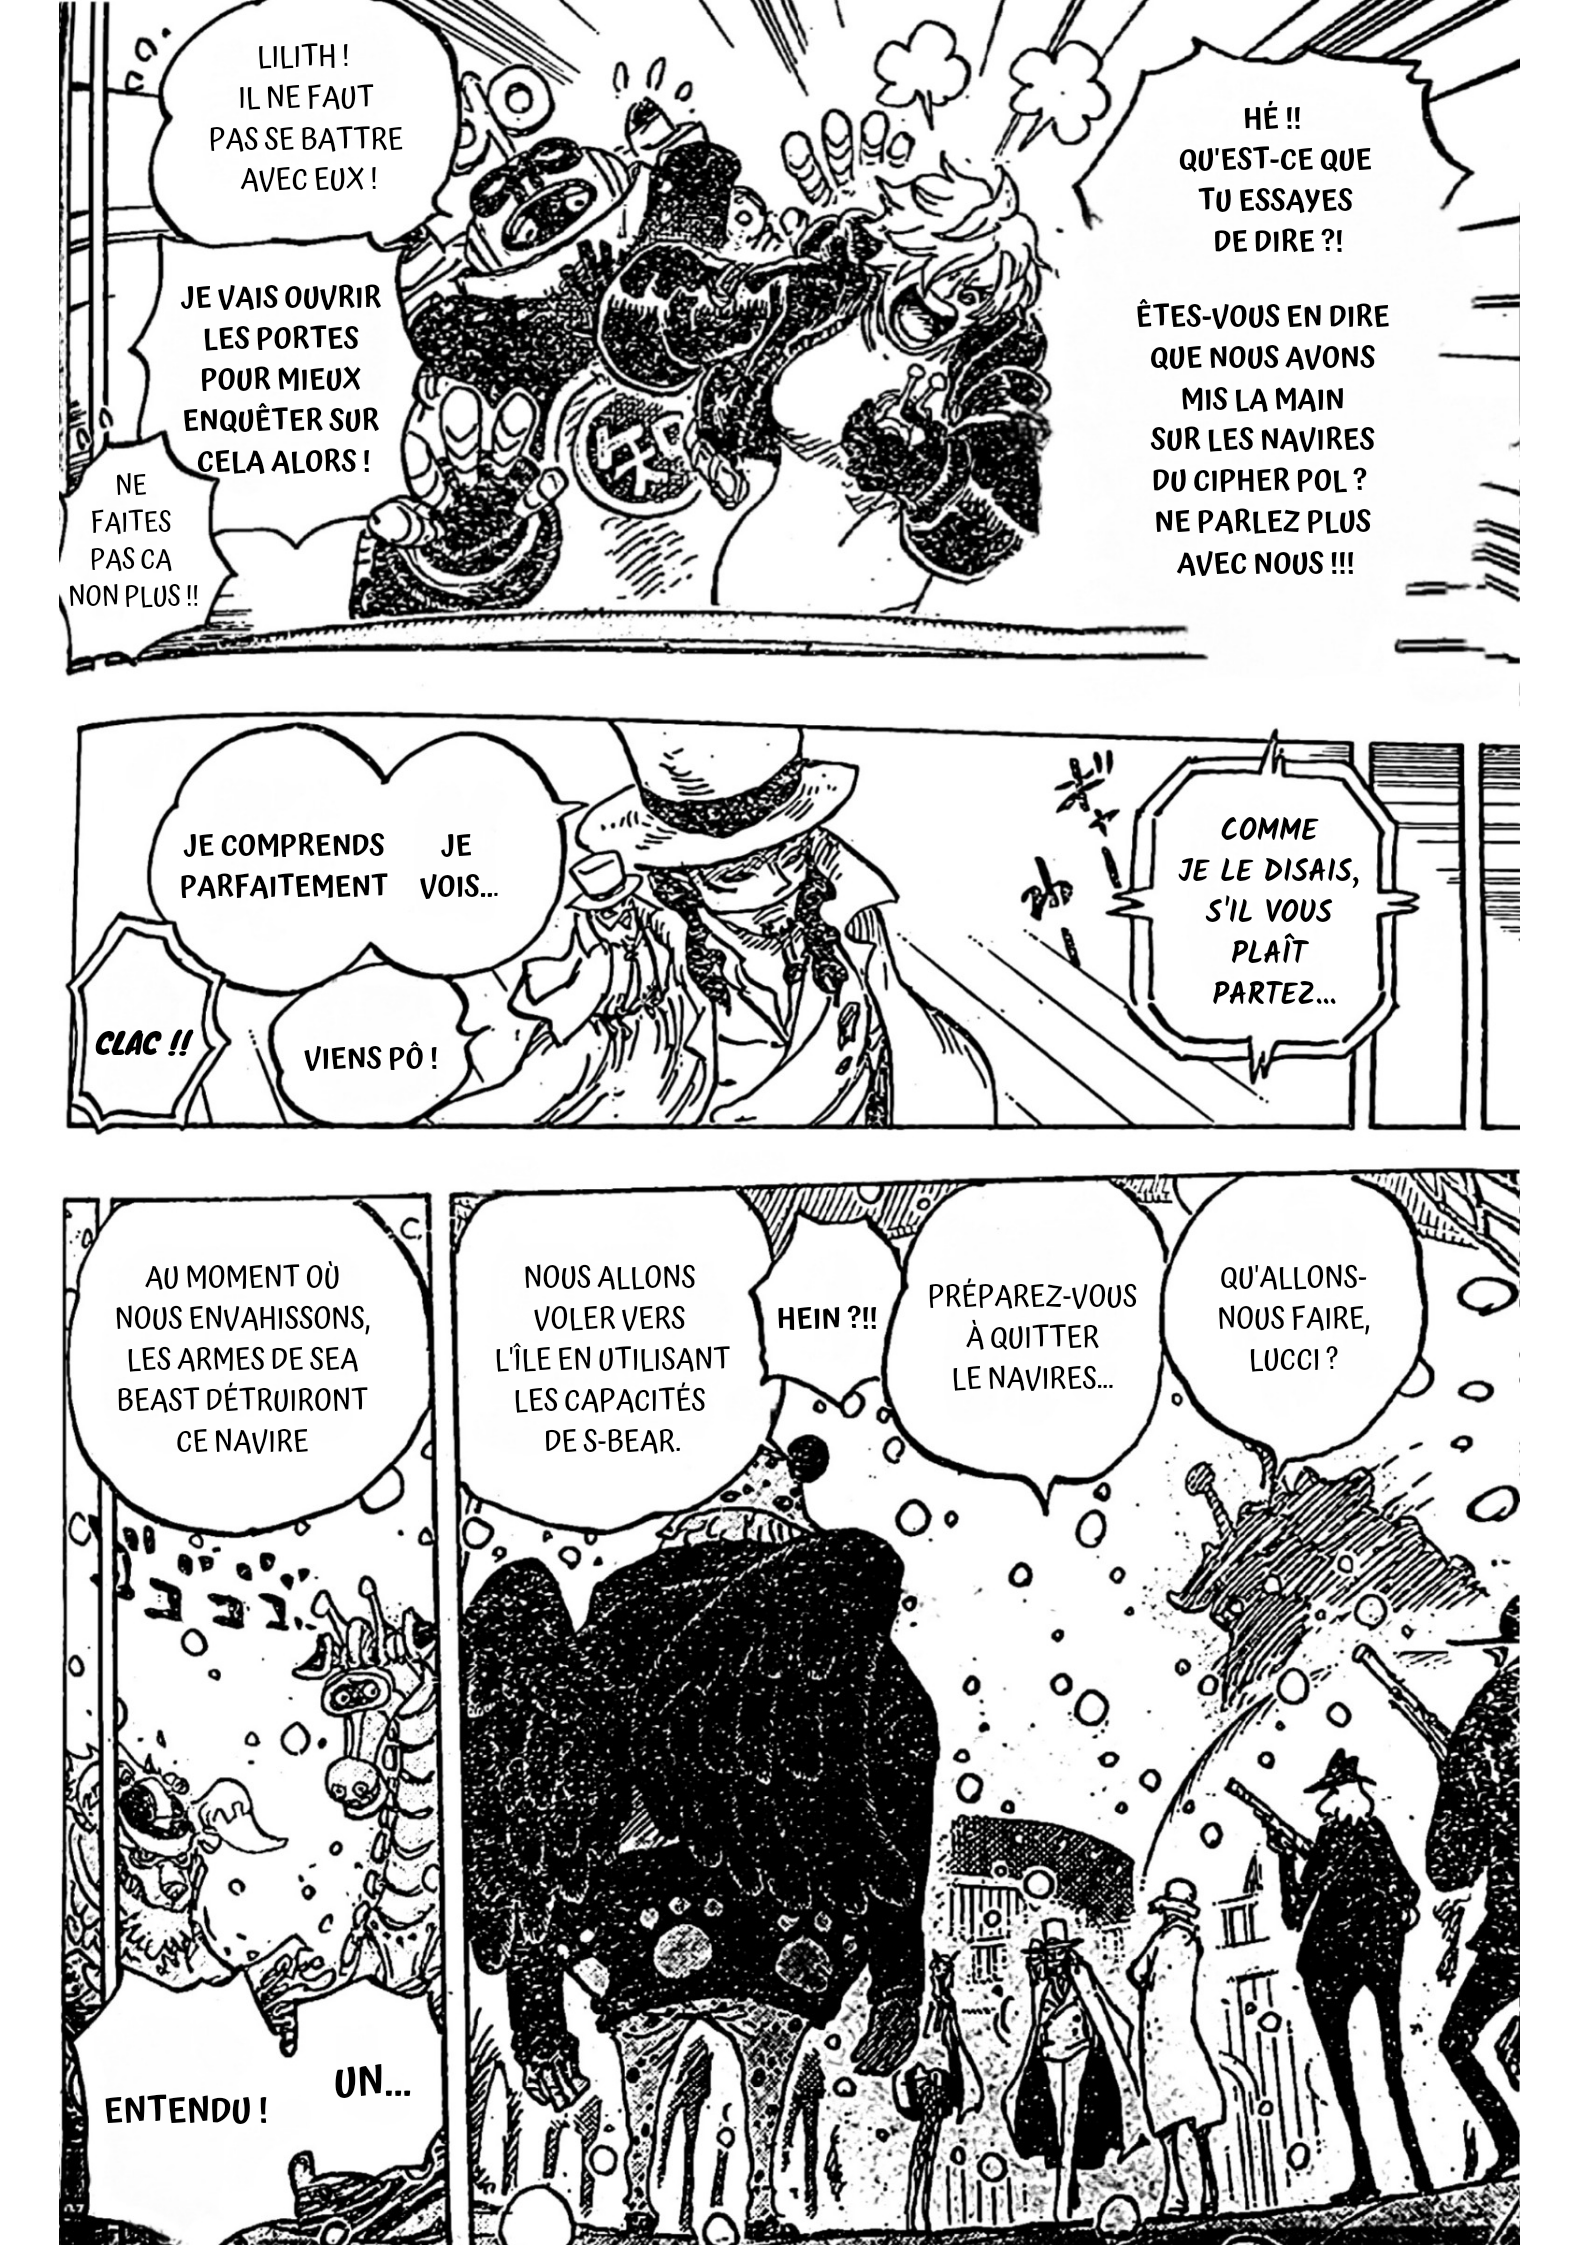 HÉ !!
QU'EST-CE QUE
TU ESSAYES
DE DIRE ?!
ÊTES-VOUS EN DIRE
QUE NOUS AVONS
MIS LA MAIN
SUR LES NAVIRES
DU CIPHER POL ?
NE PARLEZ PLUS
AVEC NOUS !!!
LILITH !
IL NE FAUT
PAS SE BATTRE
AVEC EUX !
JE VAIS OUVRIR
LES PORTES
POUR MIEUX
ENQUÊTER SUR
CELA ALORS !
NE
FAITES
PAS CA
NON PLUS !!
COMME
JE LE DISAIS,
S'IL VOUS
PLAÎT
PARTEZ...
JE
VOIS...
JE COMPRENDS
PARFAITEMENT
VIENS PÔ !
CLAC !!
QU'ALLONS-
NOUS FAIRE,
LUCCI ?
PRÉPAREZ-VOUS
À QUITTER
LE NAVIRES...
HEIN ?!!
NOUS ALLONS
VOLER VERS
L'ÎLE EN UTILISANT
LES CAPACITÉS
DE S-BEAR.
AU MOMENT OÙ
NOUS ENVAHISSONS,
LES ARMES DE SEA
BEAST DÉTRUIRONT
CE NAVIRE
UN...
ENTENDU !